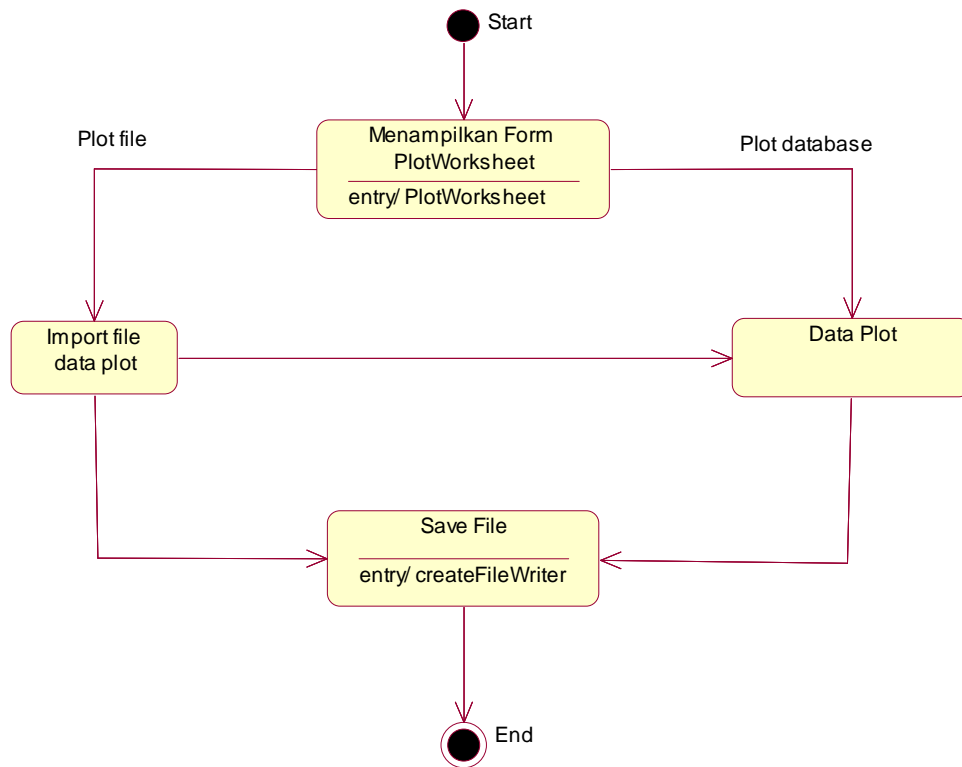 Start
Menampilkan Form
PlotWorksheet
entry/ PlotWorksheet
Plot file
Plot database
Import file
data plot
Data Plot
Save File
entry/ createFileWriter
End